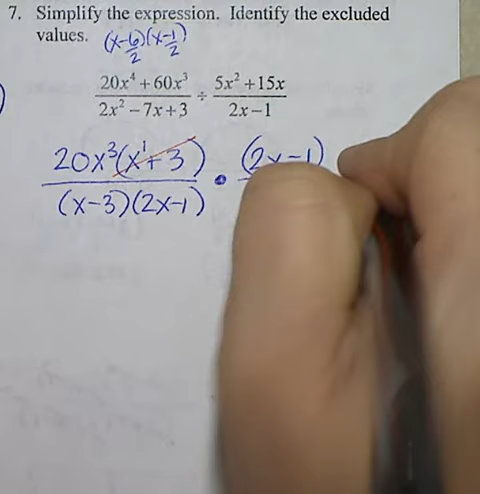 7. Simplify the expression. Identify the excluded
values. (x-6/2)(x-1/2)
20x⁴ + 60x³ / 2x² − 7x + 3 ÷ 5x² + 15x / 2x − 1
20x³(x¹+3) / (x-3)(2x-1) • (2x-1)